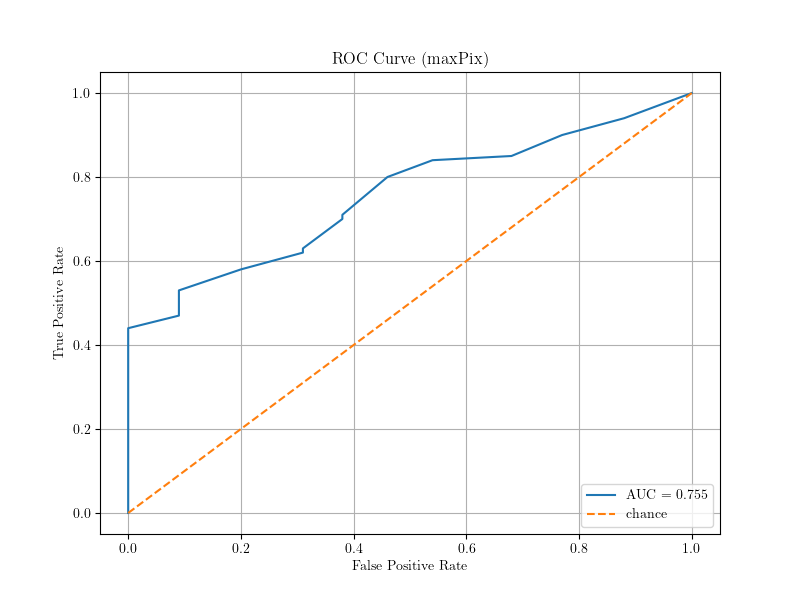 ROC Curve (maxPix)
True Positive Rate
1.0
0.8
0.6
0.4
0.2
0.0
AUC = 0.755
chance
0.0 0.2 0.4 0.6 0.8 1.0
False Positive Rate